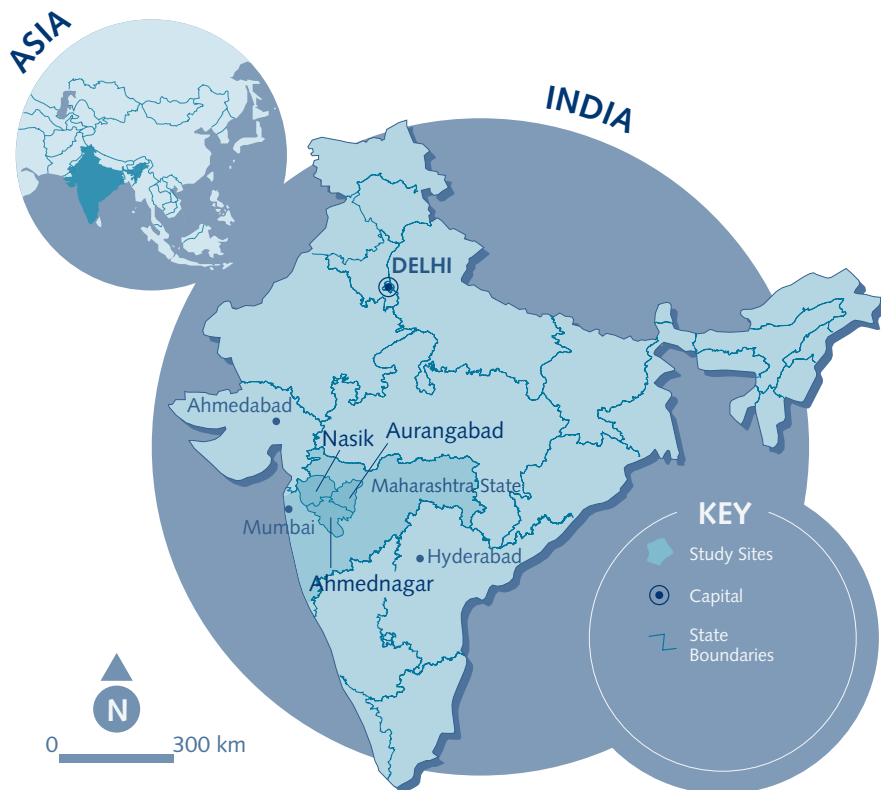 ASIA
INDIA
DELHI
Ahmedabad
Nasik
Aurangabad
Maharashtra State
Mumbai
Hyderabad
Ahmednagar
KEY
Study Sites
Capital
State
Boundaries
N
0
300 km